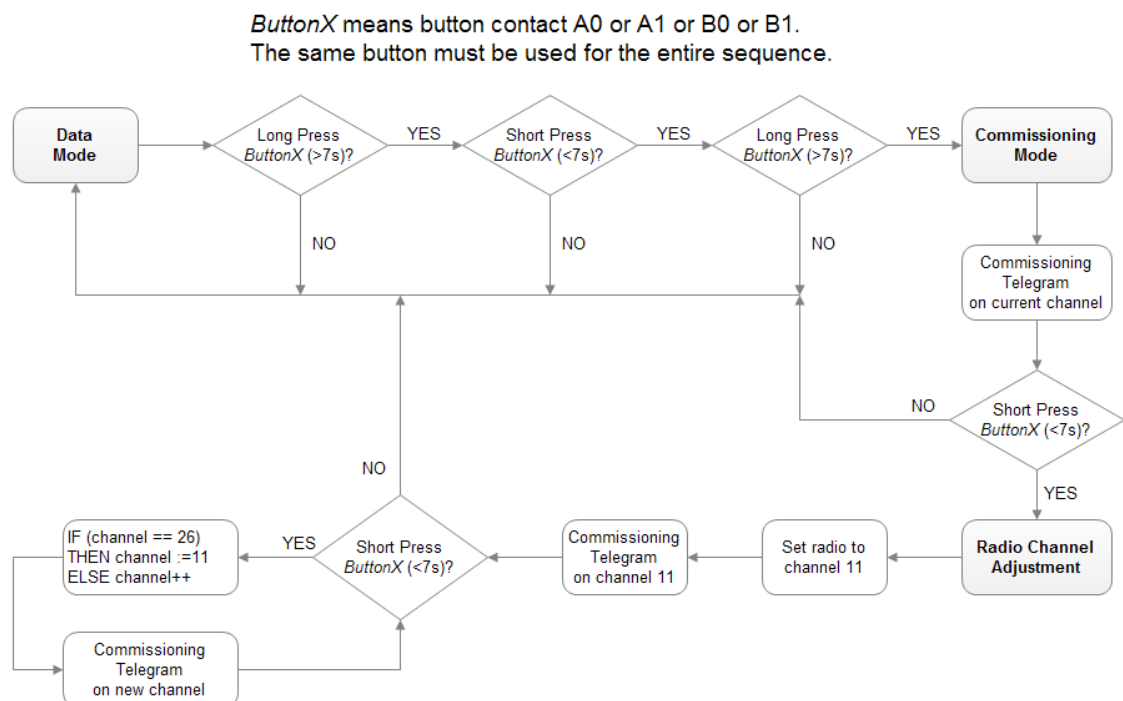 ButtonX means button contact A0 or A1 or B0 or B1.
The same button must be used for the entire sequence.
Data
Mode
Long Press
ButtonX (>7s)?
YES
Short Press
ButtonX (<7s)?
YES
Long Press
ButtonX (>7s)?
YES
Commissioning
Mode
NO
NO
NO
Commissioning
Telegram
on current channel
NO
Short Press
ButtonX (<7s)?
YES
Radio Channel
Adjustment
Set radio to
channel 11
Commissioning
Telegram
on channel 11
NO
Short Press
ButtonX (<7s)?
YES
IF (channel == 26)
THEN channel :=11
ELSE channel++
Commissioning
Telegram
on new channel